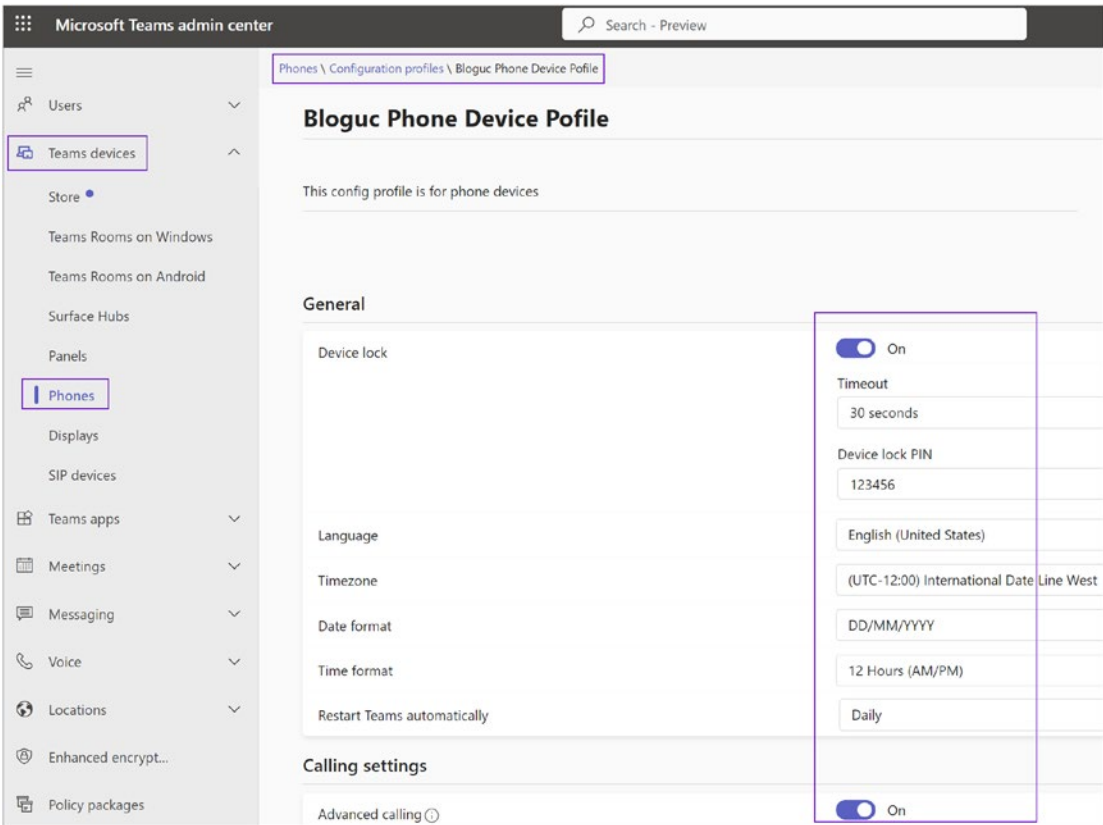 Microsoft Teams admin center
Search - Preview
Users
Teams devices
Store
Teams Rooms on Windows
Teams Rooms on Android
Surface Hubs
Panels
Phones
Displays
SIP devices
Teams apps
Meetings
Messaging
Voice
Locations
Enhanced encrypt...
Policy packages
Phones \ Configuration profiles \ Bloguc Phone Device Pofile
Bloguc Phone Device Pofile
This config profile is for phone devices
General
Device lock
On
Timeout
30 seconds
Device lock PIN
123456
Language
English (United States)
Timezone
(UTC-12:00) International Date Line West
Date format
DD/MM/YYYY
Time format
12 Hours (AM/PM)
Restart Teams automatically
Daily
Calling settings
Advanced calling
On